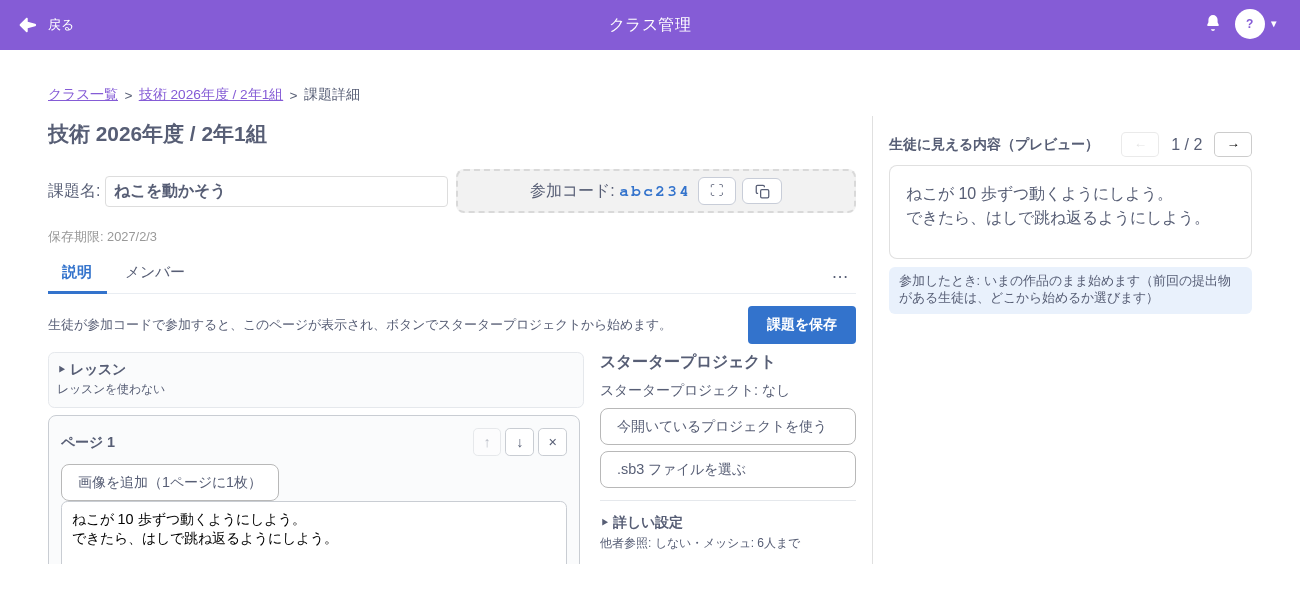 戻る
クラス管理
?
クラス一覧 > 技術 2026年度 / 2年1組 > 課題詳細
技術 2026年度 / 2年1組
課題名: ねこを動かそう
参加コード: abc234
保存期限: 2027/2/3
説明
メンバー
…
生徒が参加コードで参加すると、このページが表示され、ボタンでスタータープロジェクトから始めます。
課題を保存
レッスン
レッスンを使わない
ページ 1
↑ ↓ ×
画像を追加（1ページに1枚）
ねこが 10 歩ずつ動くようにしよう。
できたら、はしで跳ね返るようにしよう。
スタータープロジェクト
スタータープロジェクト: なし
今開いているプロジェクトを使う
.sb3 ファイルを選ぶ
詳しい設定
他者参照: しない・メッシュ: 6人まで
生徒に見える内容（プレビュー）
← 1 / 2 →
ねこが 10 歩ずつ動くようにしよう。
できたら、はしで跳ね返るようにしよう。
参加したとき: いまの作品のまま始めます（前回の提出物
がある生徒は、どこから始めるか選びます）